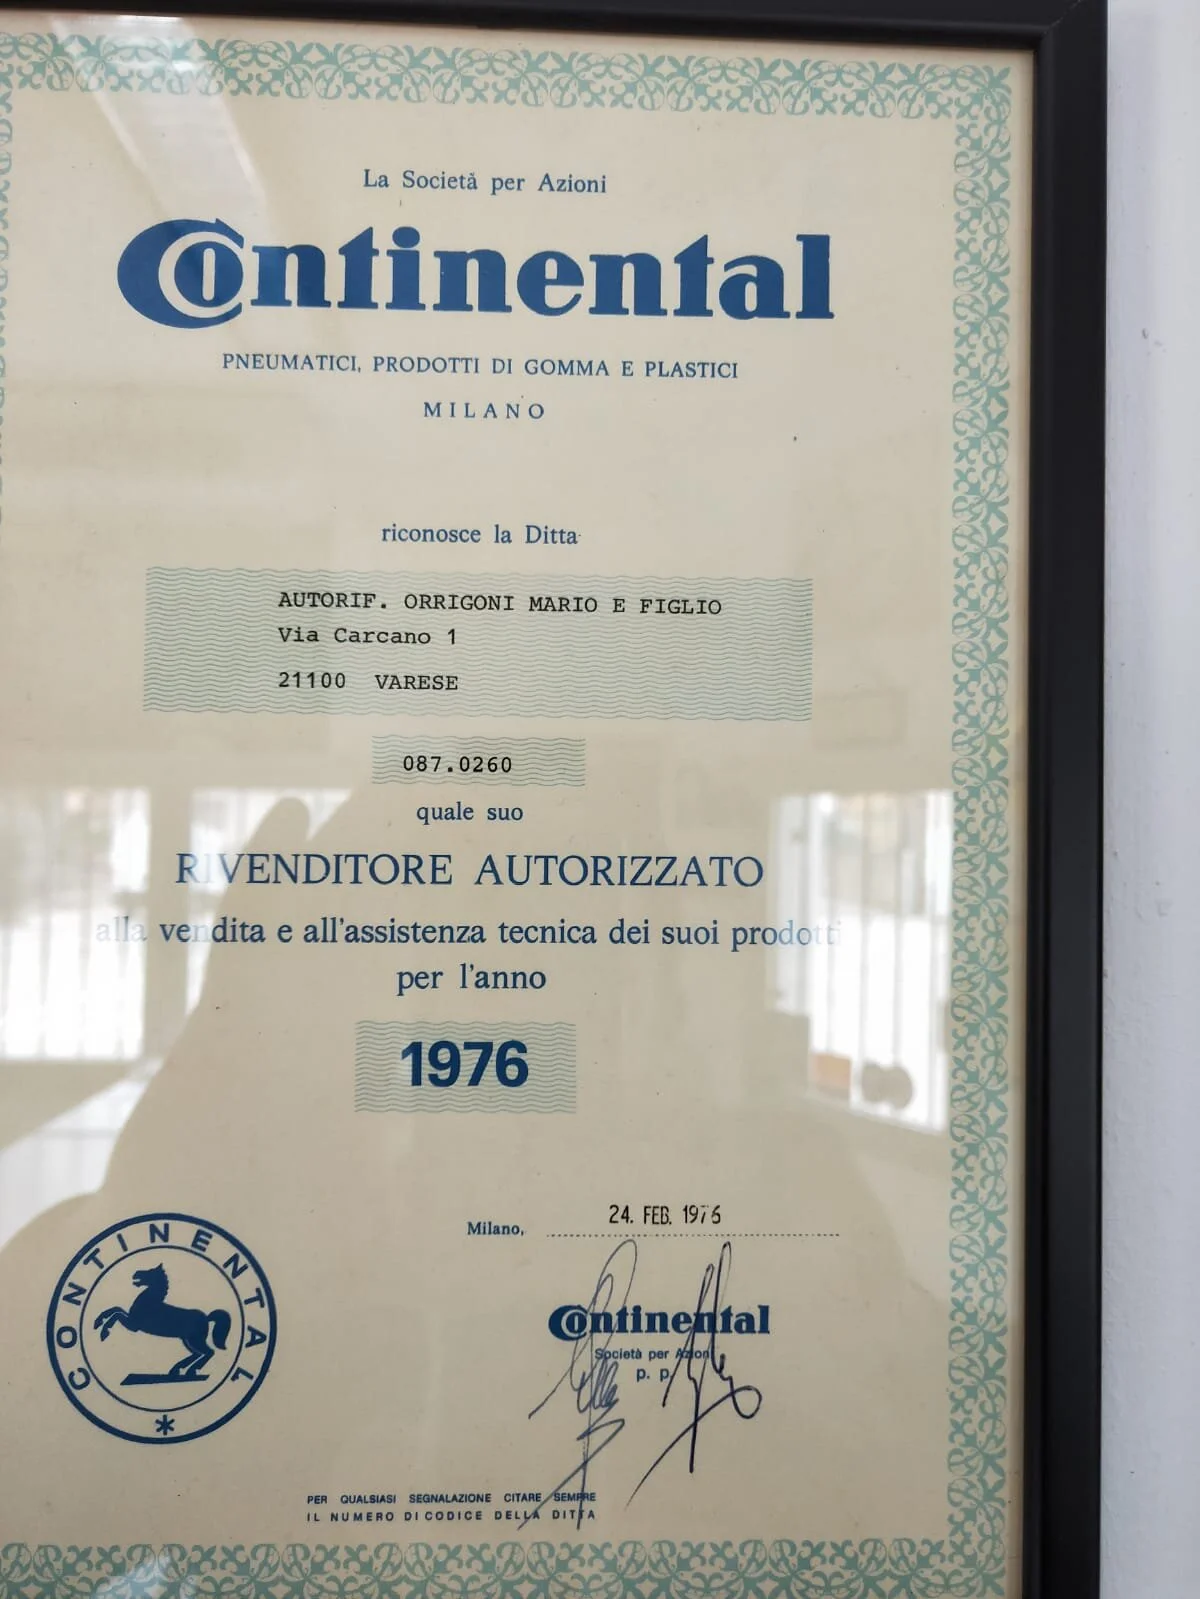 La Società per Azioni
Continental
PNEUMATICI, PRODOTTI DI GOMMA E PLASTICI
MILANO
riconosce la Ditta
AUTORIF. ORRIGONI MARIO E FIGLIO
Via Carcano 1
21100 VARESE
087.0260
quale suo
RIVENDITORE AUTORIZZATO
alla vendita e all'assistenza tecnica dei suoi prodotti
per l'anno
1976
Milano, 24. FEB. 1976
CONTINENTAL
Continental
Società per Azioni
p. p.
PER QUALSIASI SEGNALAZIONE CITARE SEMPRE
IL NUMERO DI CODICE DELLA DITTA